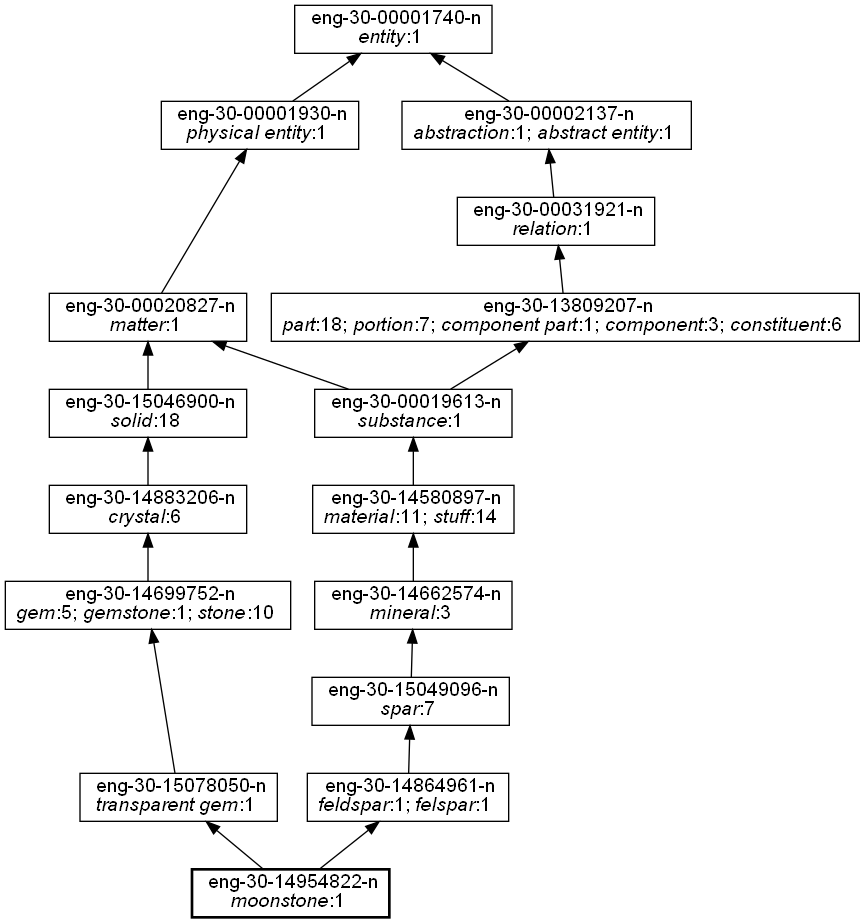 eng-30-00001740-n
entity:1
eng-30-00001930-n
physical entity:1
eng-30-00002137-n
abstraction:1; abstract entity:1
eng-30-00031921-n
relation:1
eng-30-00020827-n
matter:1
eng-30-13809207-n
part:18; portion:7; component part:1; component:3; constituent:6
eng-30-15046900-n
solid:18
eng-30-00019613-n
substance:1
eng-30-14883206-n
crystal:6
eng-30-14580897-n
material:11; stuff:14
eng-30-14699752-n
gem:5; gemstone:1; stone:10
eng-30-14662574-n
mineral:3
eng-30-15049096-n
spar:7
eng-30-15078050-n
transparent gem:1
eng-30-14864961-n
feldspar:1; felspar:1
eng-30-14954822-n
moonstone:1